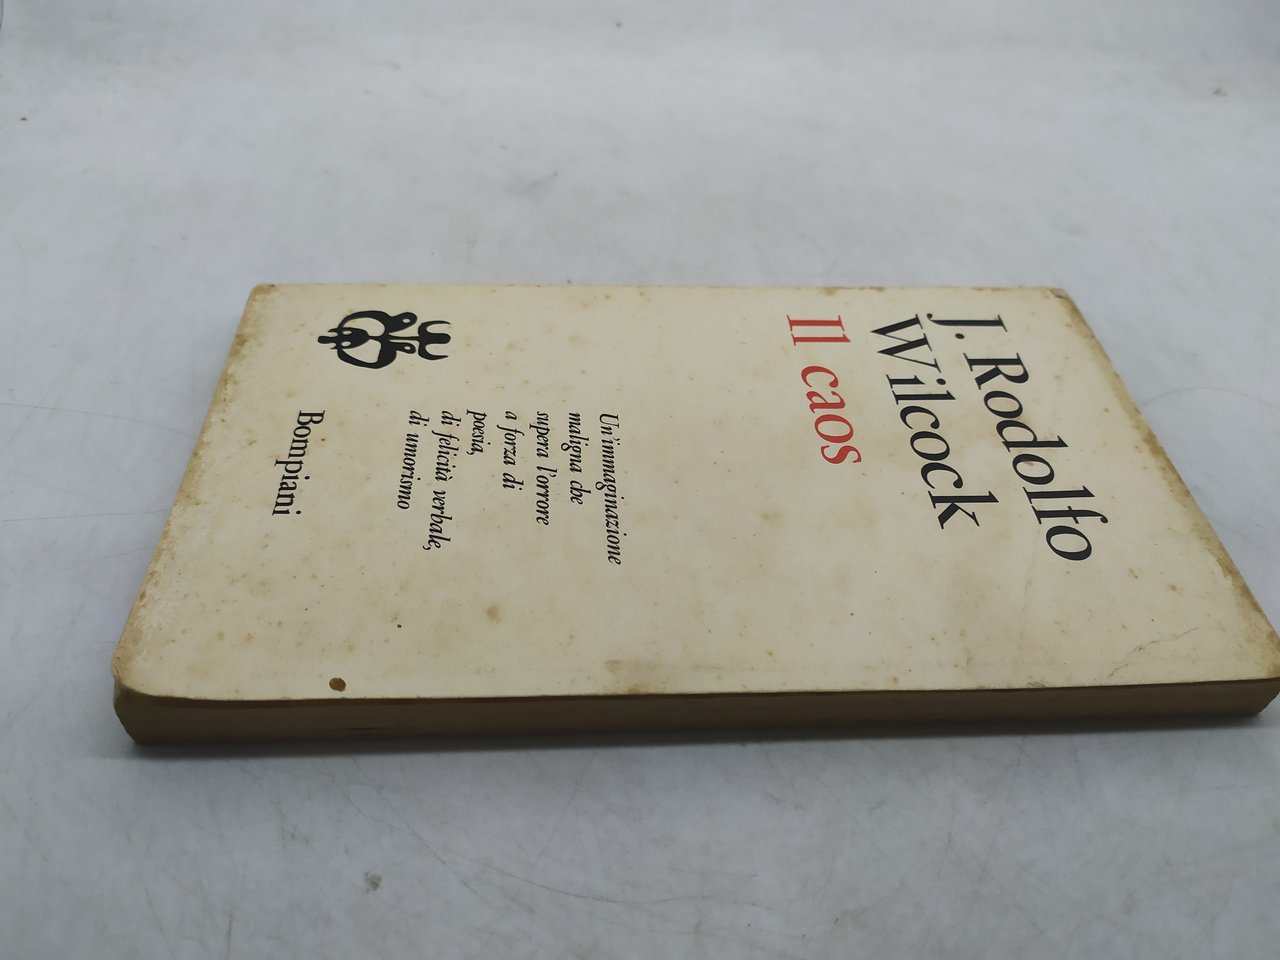 J. Rodolfo
Wilcock
Il caos
Un'immaginazione
maligna che
supera l'orrore
a forza di
poesia,
di felicità verbale,
di umorismo
Bompiani